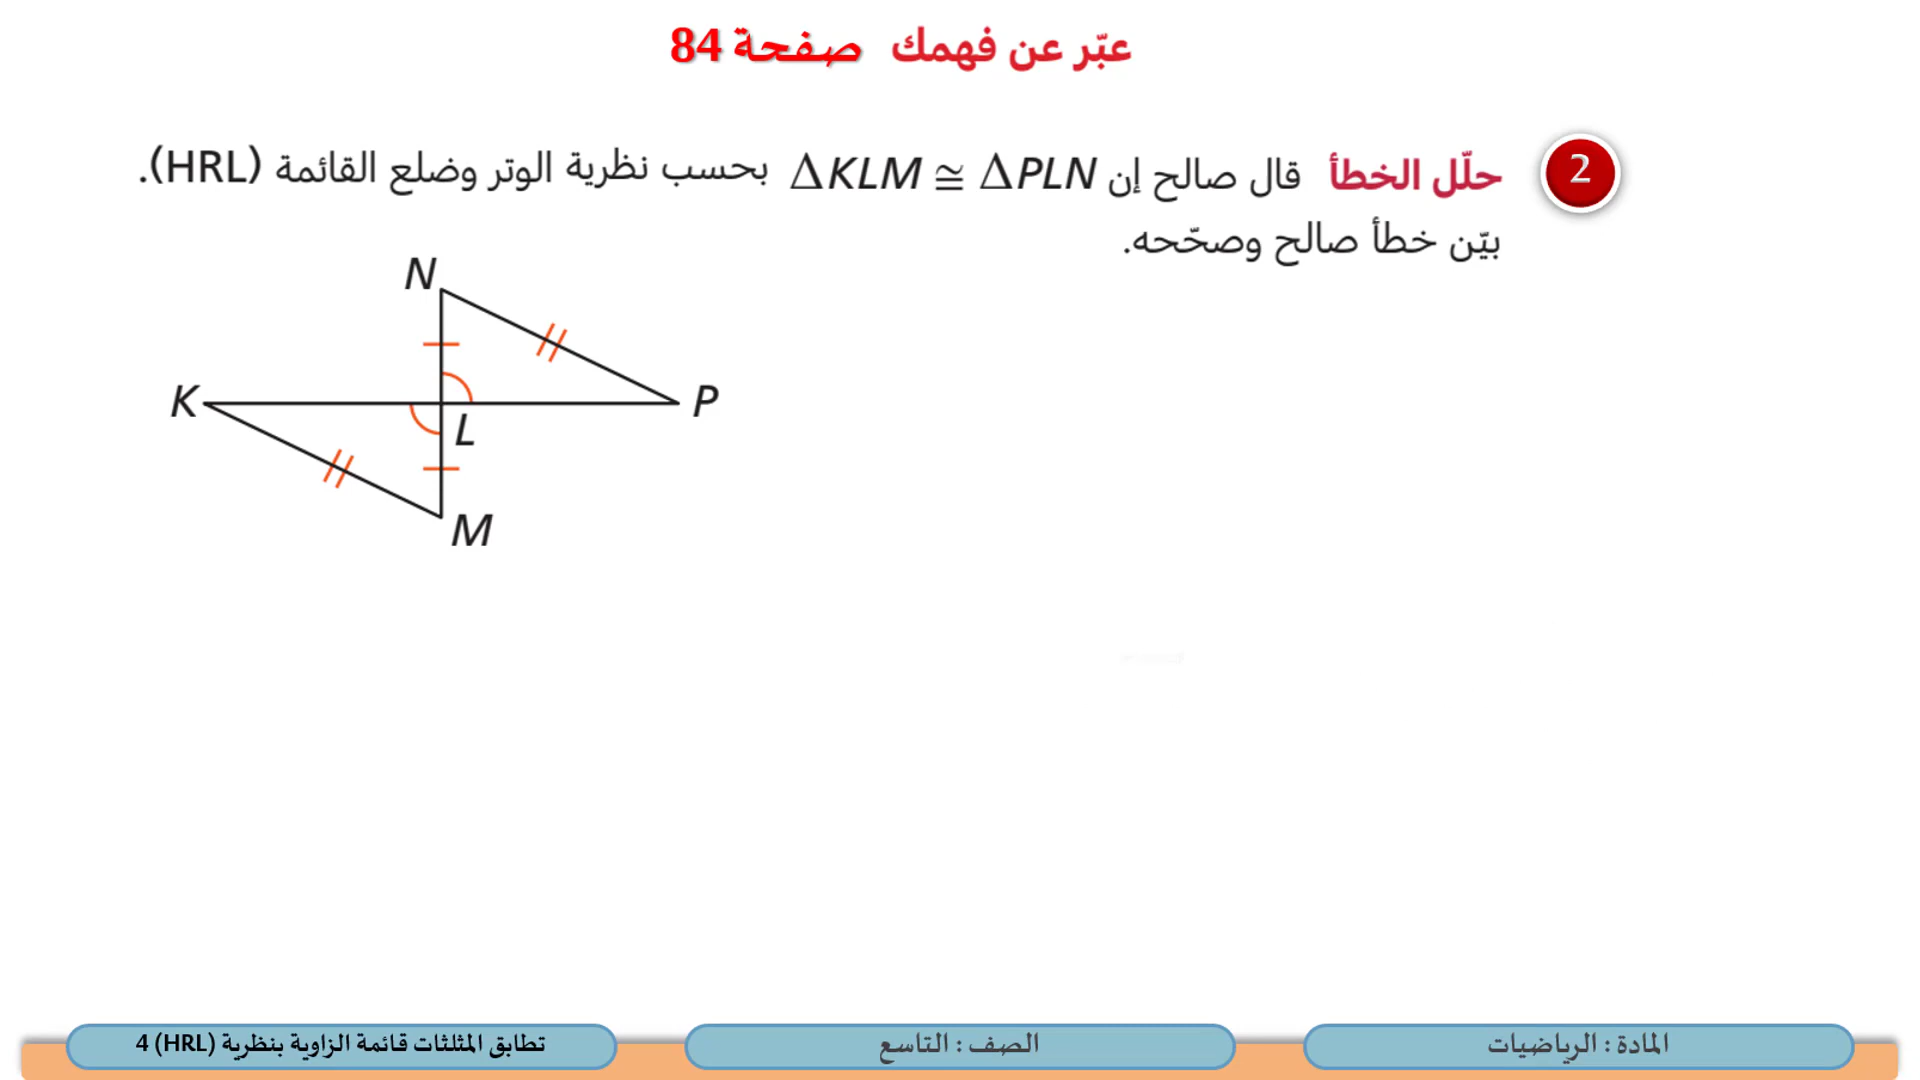 عبّر عن فهمك صفحة 84
2 حلّل الخطأ قال صالح إن ΔKLM ≅ ΔPLN بحسب نظرية الوتر وضلع القائمة (HRL).
بيّن خطأ صالح وصحّحه.
N
K
P
L
M
المادة : الرياضيات
الصف : التاسع
تطابق المثلثات قائمة الزاوية بنظرية (HRL) 4